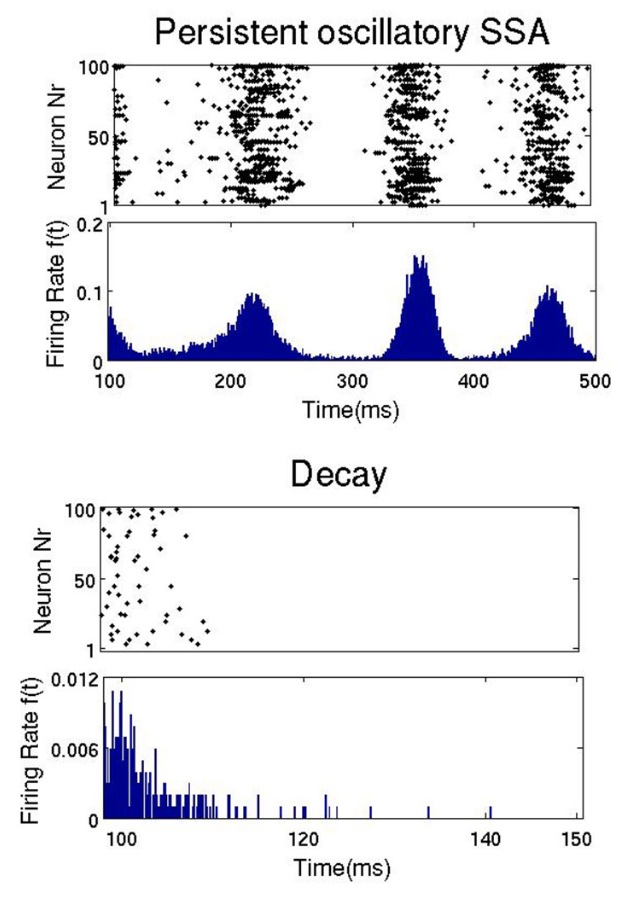 Persistent oscillatory SSA
100
50
1
Neuron Nr
0.2
0.1
0
Firing Rate f(t)
100 200 300 400 500
Time(ms)
Decay
100
50
1
Neuron Nr
0.012
0.006
0
Firing Rate f(t)
100 120 140 150
Time(ms)